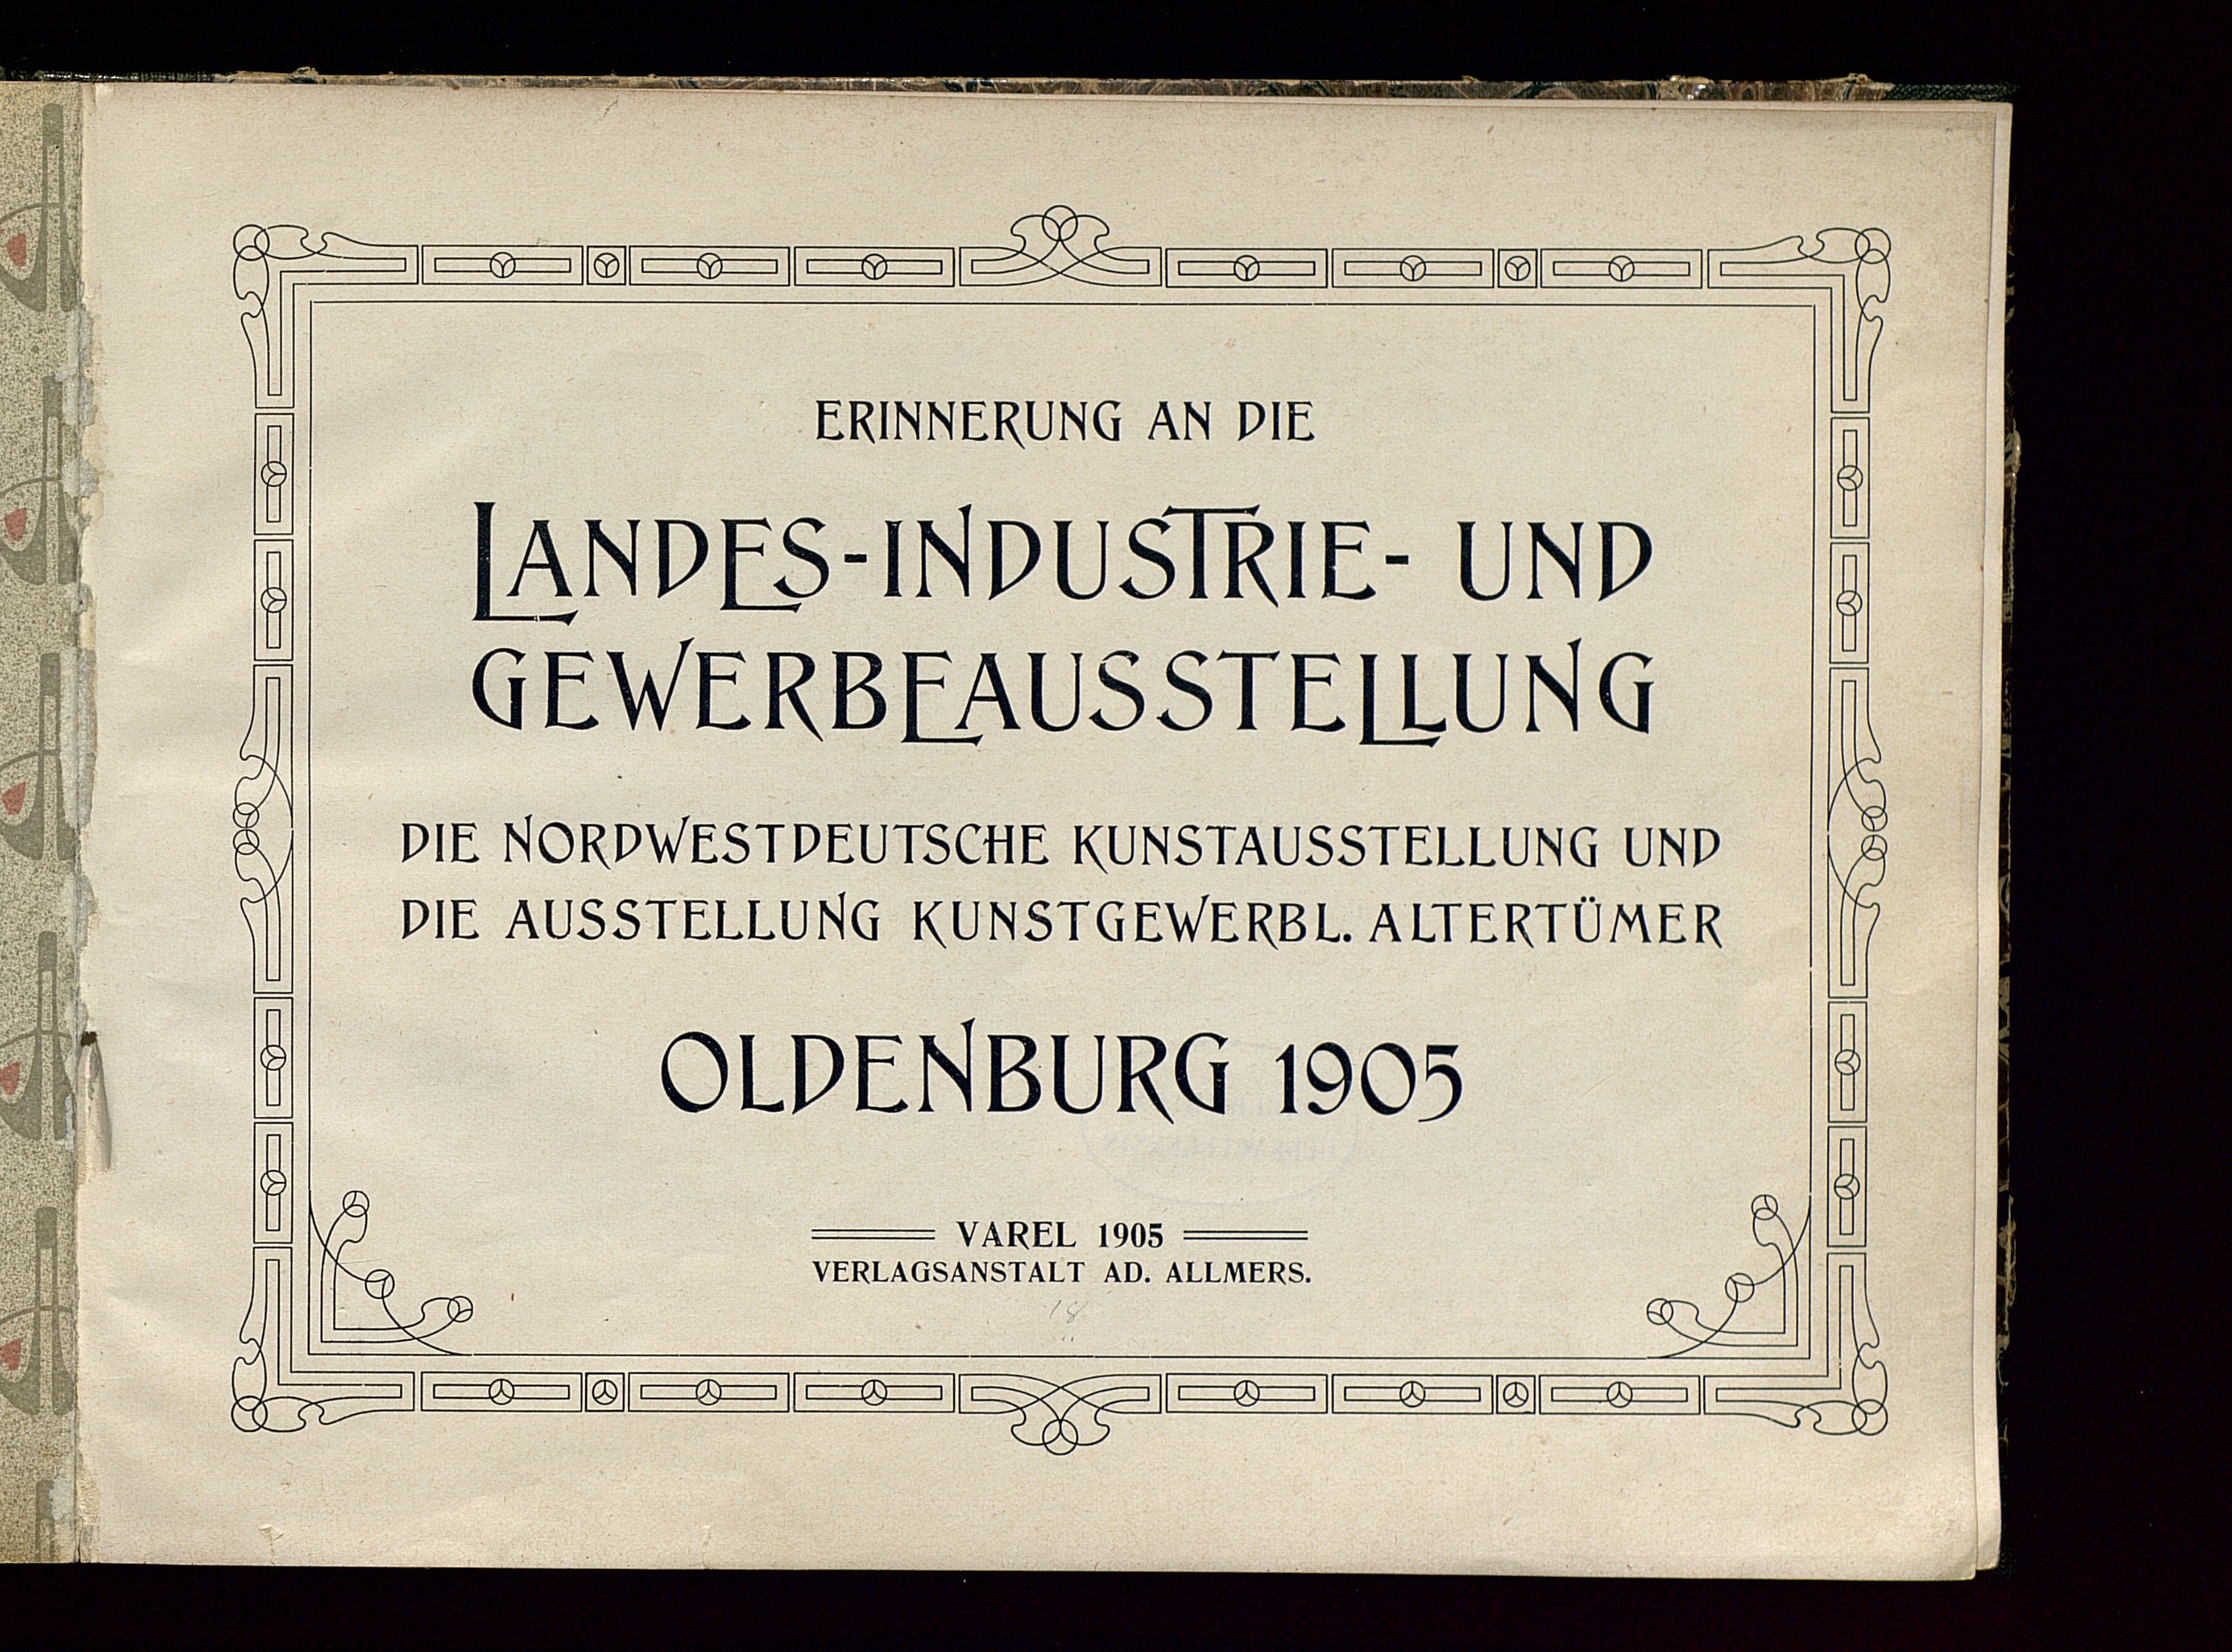 ERINNERUNG AN DIE
LANDES-INDUSTRIE- UND
GEWERBEAUSSTELLUNG
DIE NORDWESTDEUTSCHE KUNSTAUSSTELLUNG UND
DIE AUSSTELLUNG KUNSTGEWERBL. ALTERTÜMER
OLDENBURG 1905
VAREL 1905
VERLAGSANSTALT AD. ALLMERS.
18